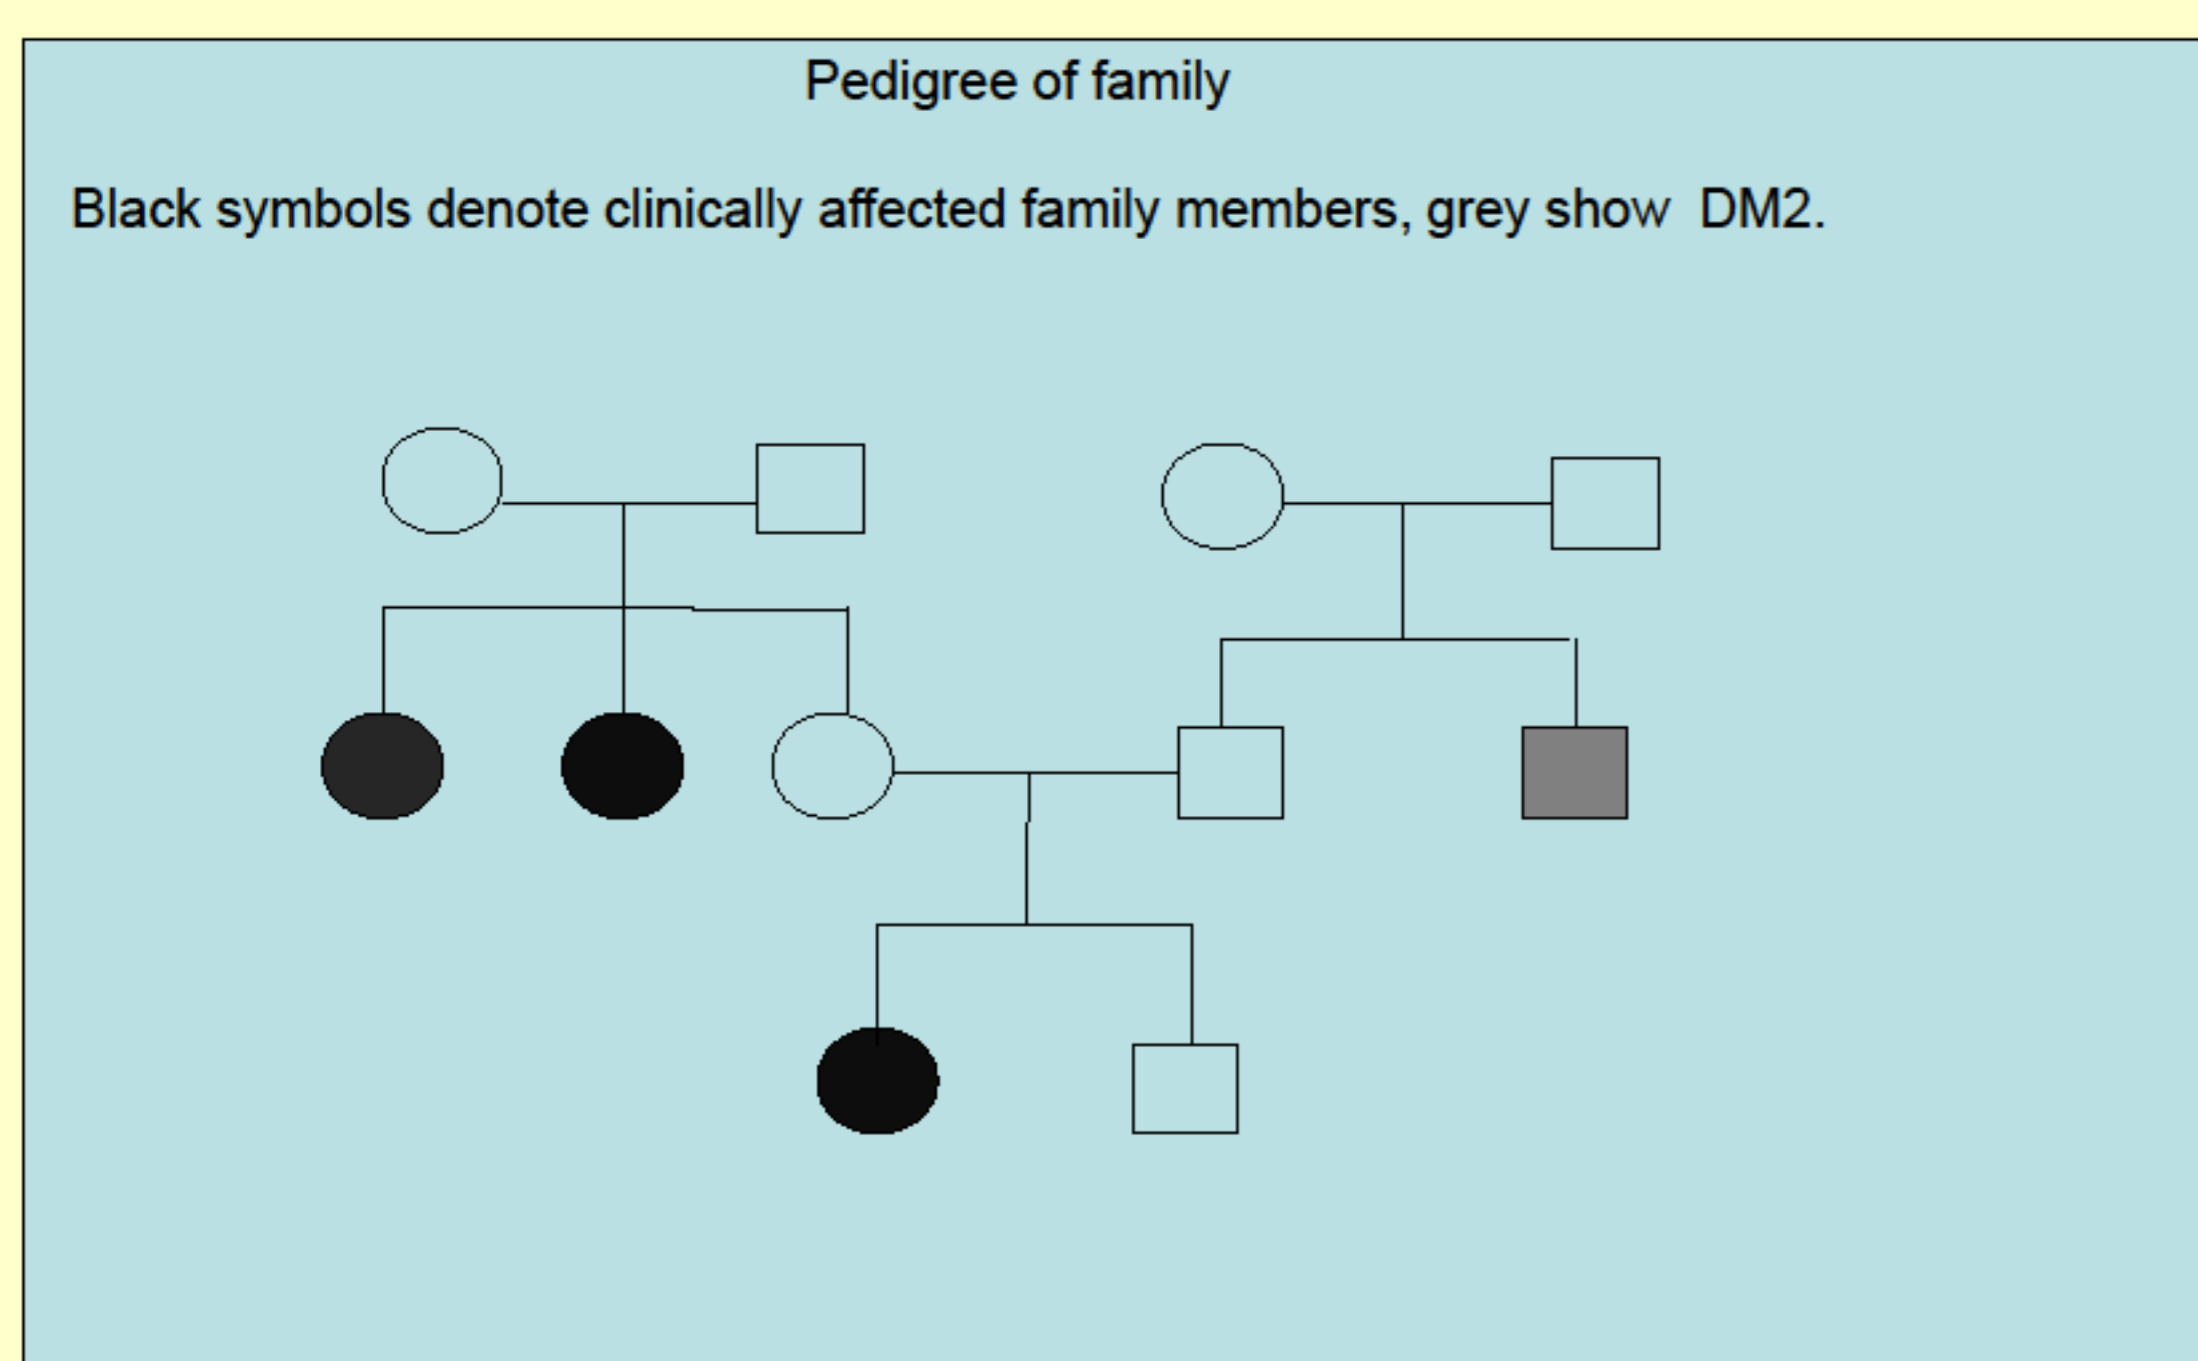 Pedigree of family
Black symbols denote clinically affected family members, grey show DM2.